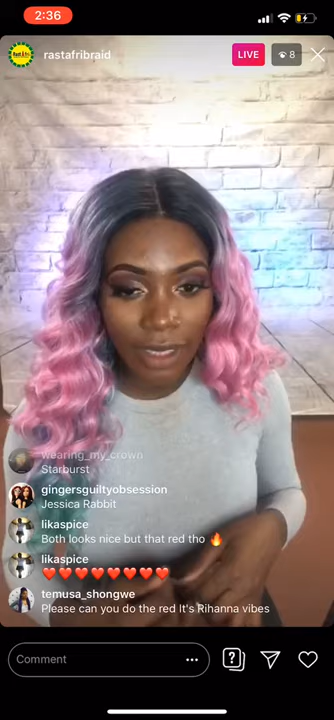 2:36
rastafribraid
LIVE
8
wearing_my_crown
Starburst
gingersguiltyobsession
Jessica Rabbit
likaspice
Both looks nice but that red tho 🔥
likaspice
❤️❤️❤️❤️❤️❤️❤️❤️
temusa_shongwe
Please can you do the red It's Rihanna vibes
Comment